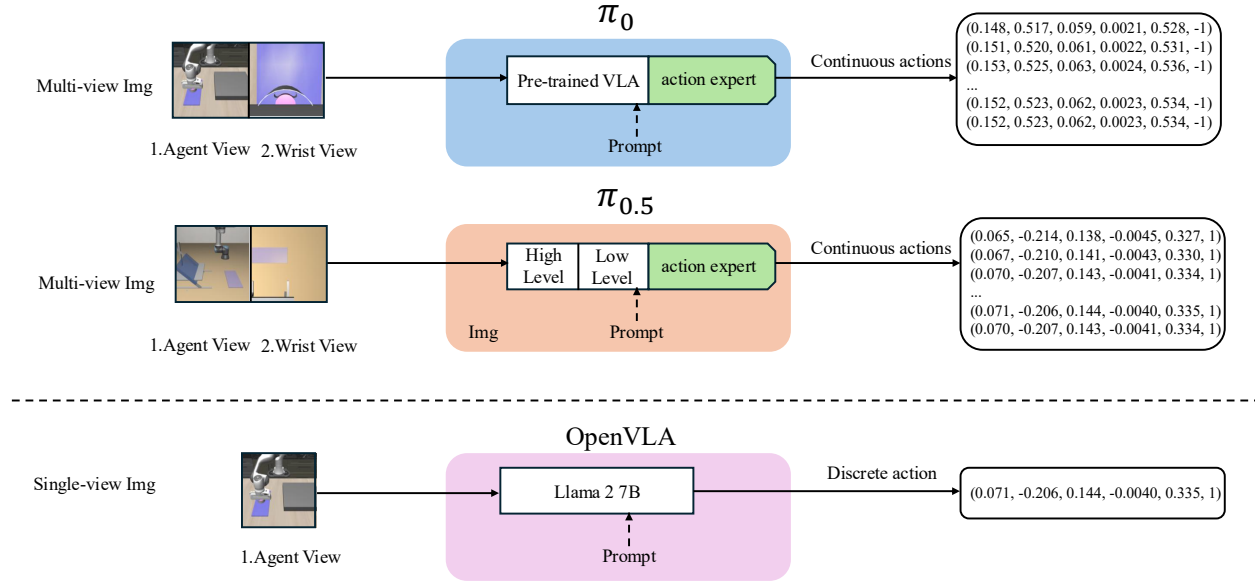 π0
Multi-view Img
1.Agent View
2.Wrist View
Pre-trained VLA
action expert
Prompt
Continuous actions
(0.148, 0.517, 0.059, 0.0021, 0.528, -1)
(0.151, 0.520, 0.061, 0.0022, 0.531, -1)
(0.153, 0.525, 0.063, 0.0024, 0.536, -1)
...
(0.152, 0.523, 0.062, 0.0023, 0.534, -1)
(0.152, 0.523, 0.062, 0.0023, 0.534, -1)
π0.5
Multi-view Img
1.Agent View
2.Wrist View
High
Level
Low
Level
action expert
Img
Prompt
Continuous actions
(0.065, -0.214, 0.138, -0.0045, 0.327, 1)
(0.067, -0.210, 0.141, -0.0043, 0.330, 1)
(0.070, -0.207, 0.143, -0.0041, 0.334, 1)
...
(0.071, -0.206, 0.144, -0.0040, 0.335, 1)
(0.070, -0.207, 0.143, -0.0041, 0.334, 1)
OpenVLA
Single-view Img
1.Agent View
Llama 2 7B
Prompt
Discrete action
(0.071, -0.206, 0.144, -0.0040, 0.335, 1)